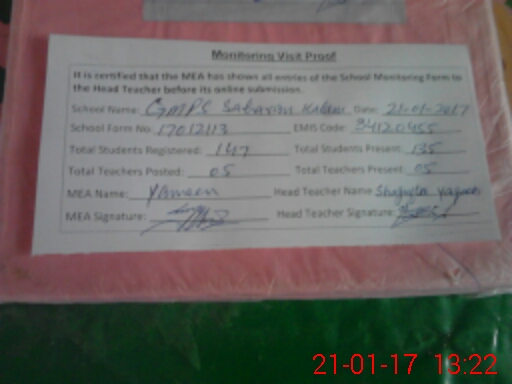 Monitoring Visit Proof
It is certified that the MEA has shown all entries of the School Monitoring Form to
the Head Teacher before its online submission.
School Name: GMPS Date: 21-01-2017
School Form No 17012113 EMIS Code: 34120455
Total Students Registered: 147 Total Students Present: 135
Total Teachers Posted: 05 Total Teachers Present 05
MEA Name: Head Teacher Name
MEA Signature: Head Teacher Signature:
21-01-17 13:22